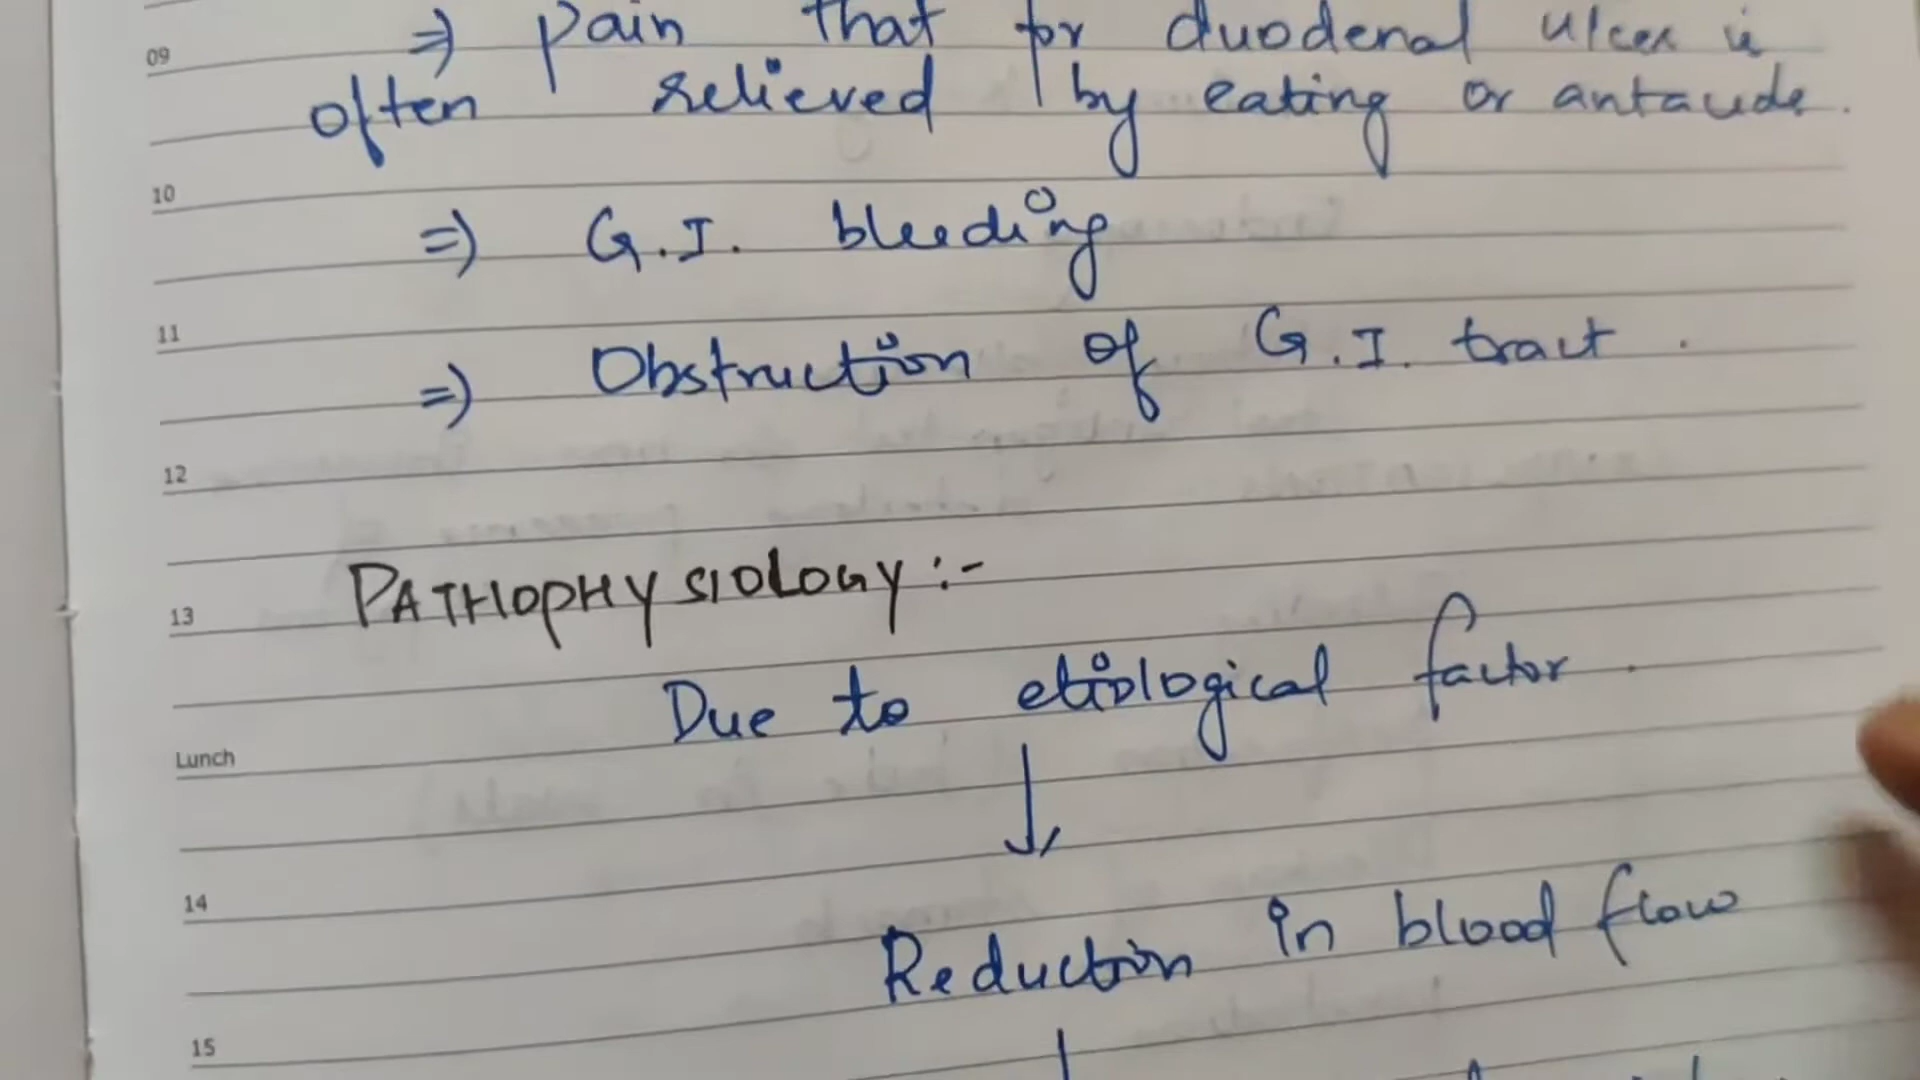 09
⇒ Pain that for duodenal ulcer is
often relieved by eating or antacids.
10
⇒ G.I. bleeding
11
⇒ Obstruction of G.I. tract.
12
PATHOPHYSIOLOGY:-
13
Due to etiological factor.
↓
Lunch
14
Reduction in blood flow
15